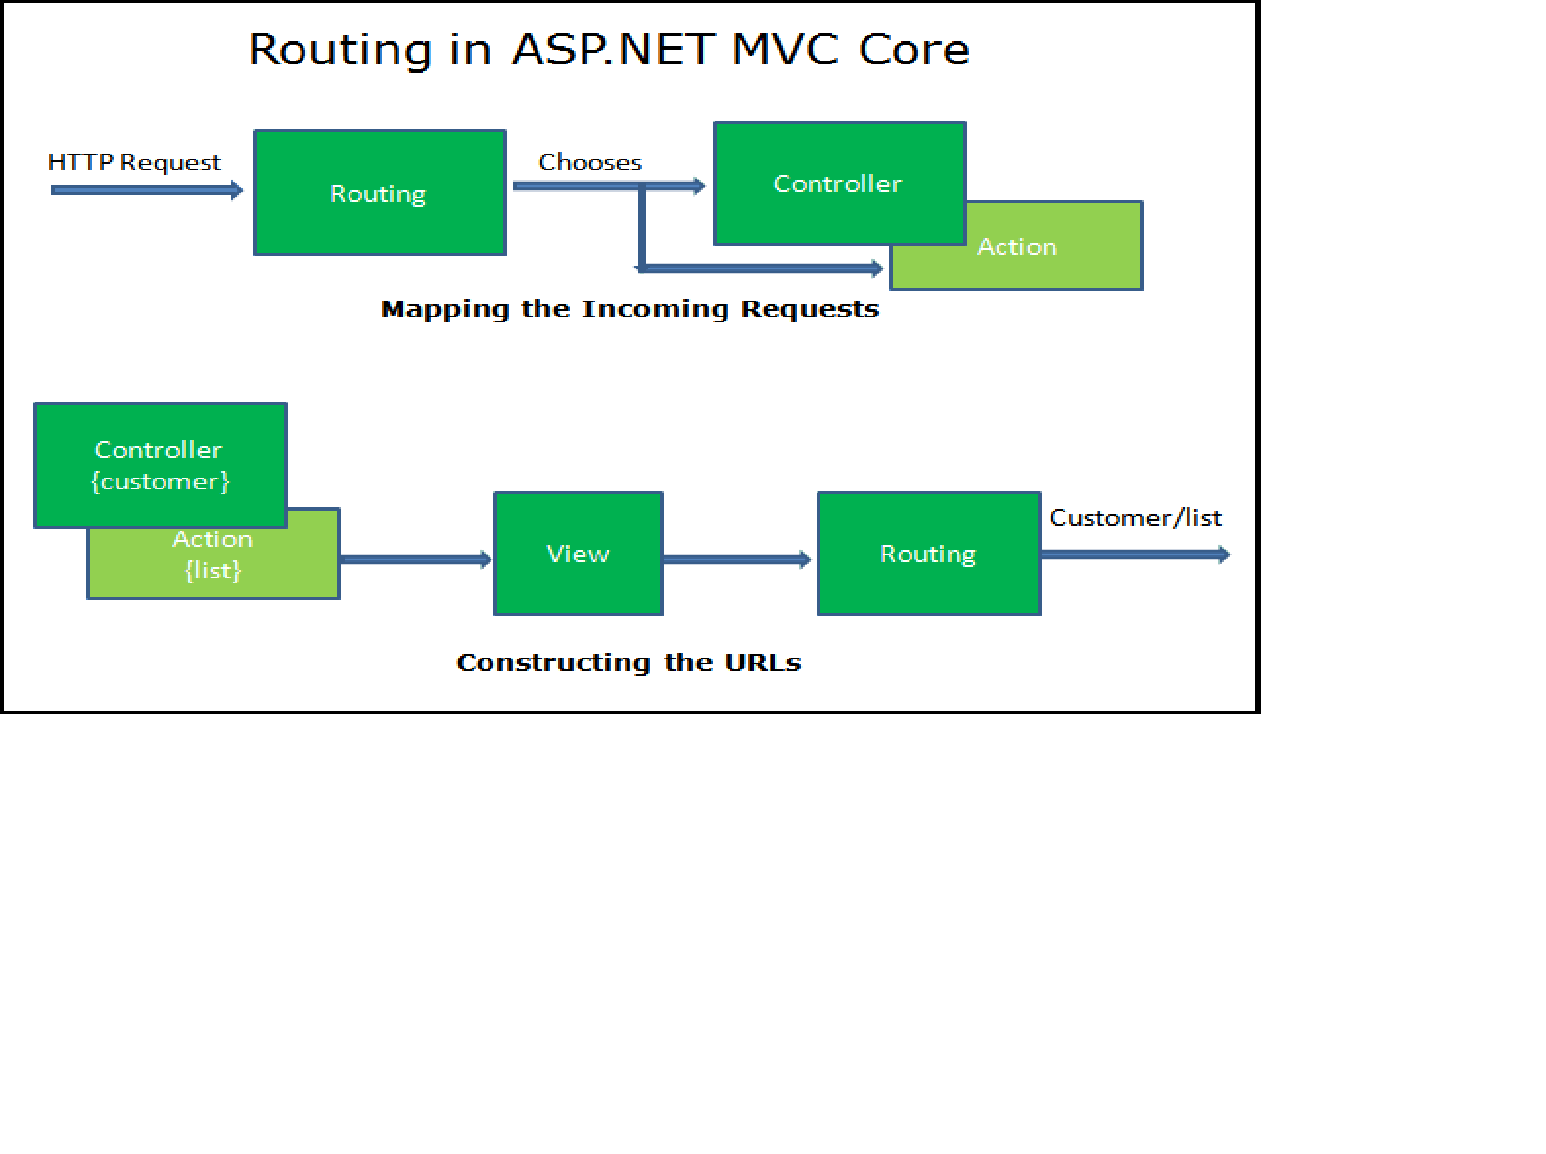 Routing in ASP.NET MVC Core
HTTP Request
Routing
Chooses
Controller
Action
Mapping the Incoming Requests
Controller
{customer}
Action
{list}
View
Routing
Customer/list
Constructing the URLs